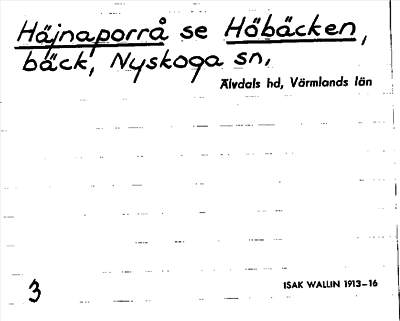 Höjnaporrå se Höbäcken,
bäck, Nyskoga sn,
Älvdals hd, Värmlands län
3
ISAK WALLIN 1913–16